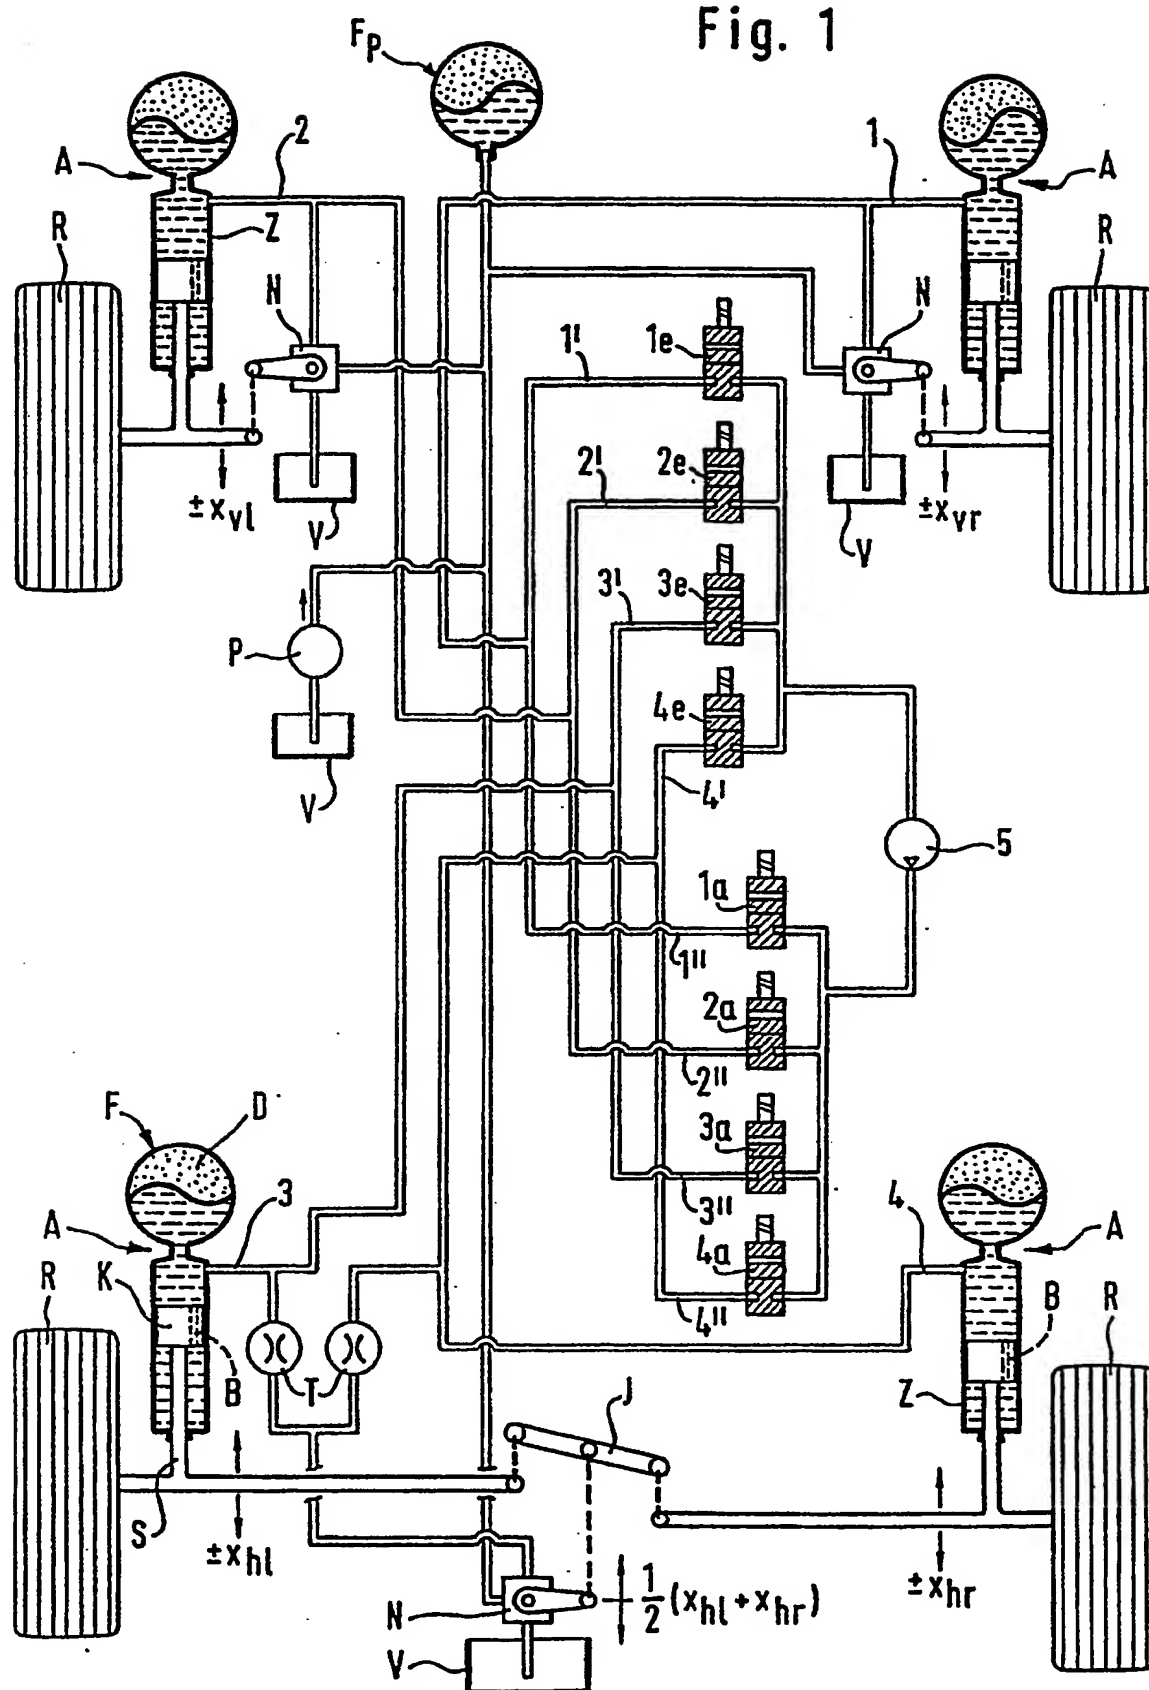 Fig. 1
Fp
A
2
1
A
R
Z
R
N
N
1e
1'
2e
2'
±xvl
V
V
±xvr
3e
3'
P
4e
V
4'
5
1a
1"
2a
2"
F
D
3a
3
3"
4
A
A
4a
K
R
B
R
4"
B
T
Z
J
S
±xhl
±xhr
N
1/2 (xhl + xhr)
V